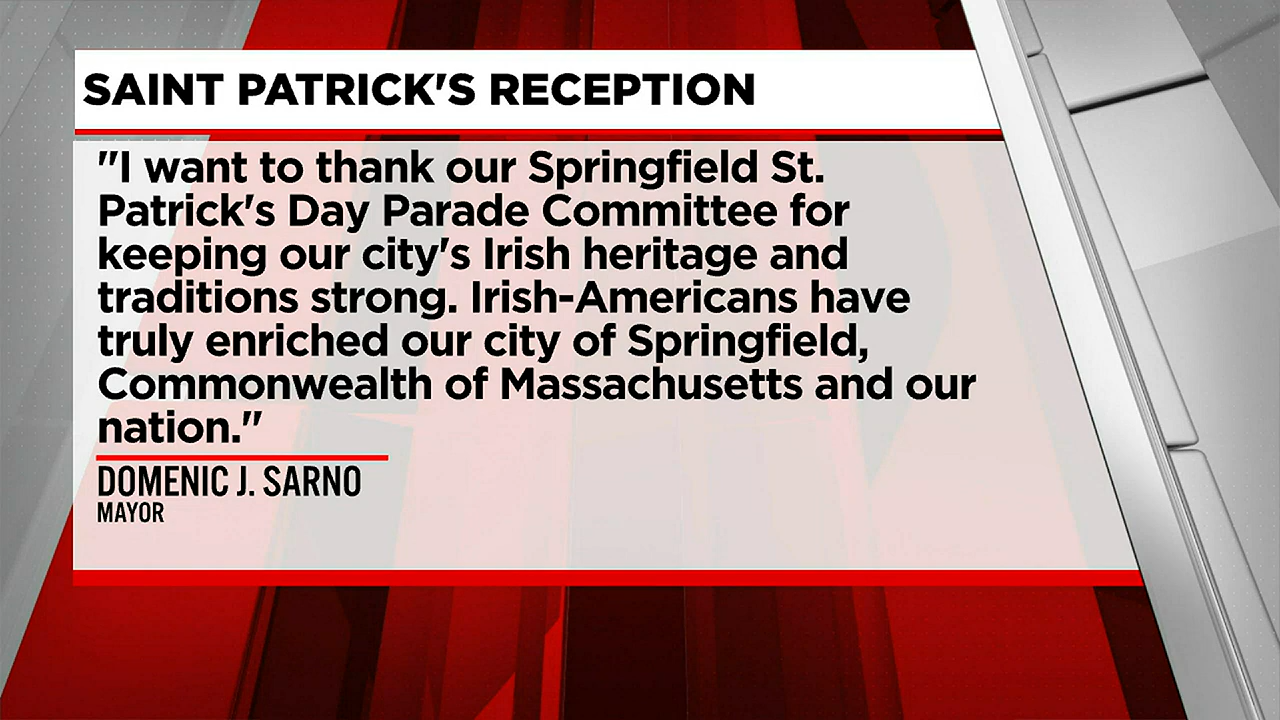 SAINT PATRICK'S RECEPTION
"I want to thank our Springfield St.
Patrick's Day Parade Committee for
keeping our city's Irish heritage and
traditions strong. Irish-Americans have
truly enriched our city of Springfield,
Commonwealth of Massachusetts and our
nation."
DOMENIC J. SARNO
MAYOR